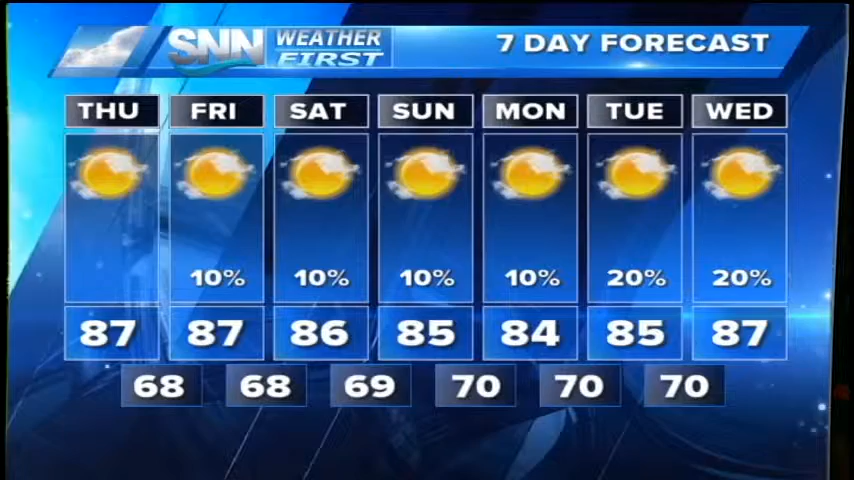 SNN WEATHER FIRST 7 DAY FORECAST
THU FRI SAT SUN MON TUE WED
10% 10% 10% 10% 20% 20%
87 87 86 85 84 85 87
68 68 69 70 70 70